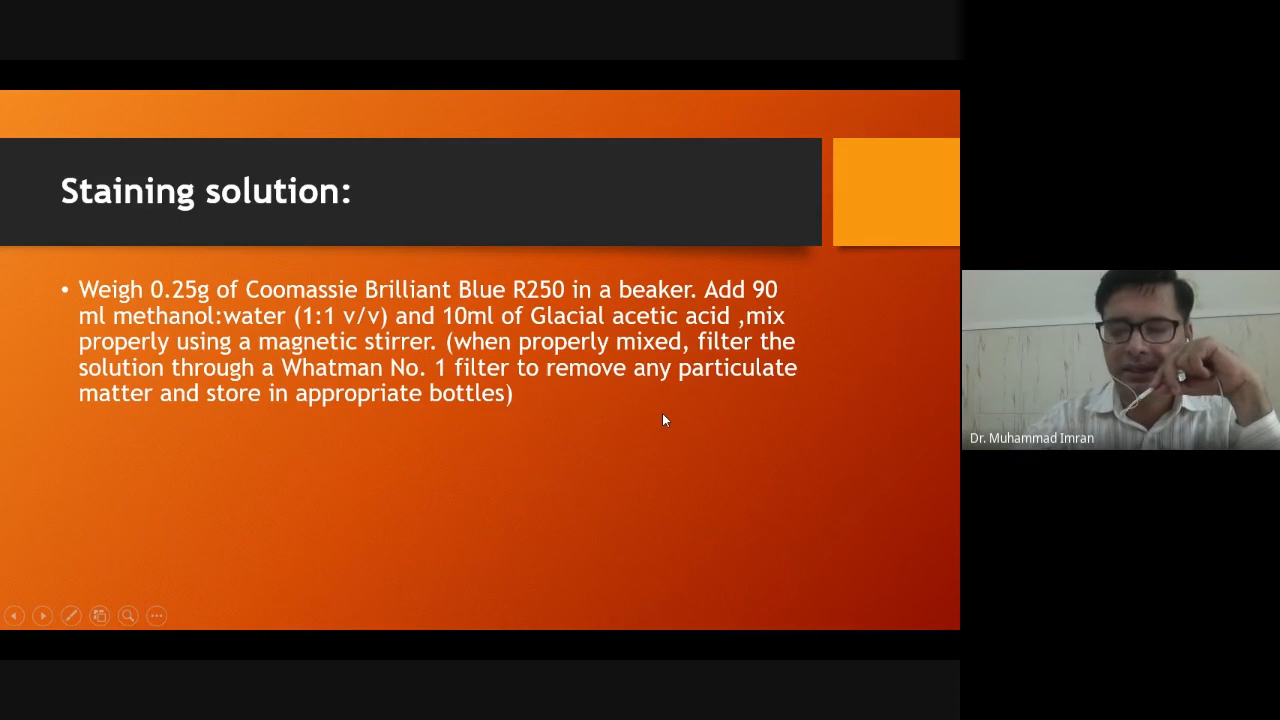 Staining solution:
• Weigh 0.25g of Coomassie Brilliant Blue R250 in a beaker. Add 90
ml methanol:water (1:1 v/v) and 10ml of Glacial acetic acid ,mix
properly using a magnetic stirrer. (when properly mixed, filter the
solution through a Whatman No. 1 filter to remove any particulate
matter and store in appropriate bottles)
Dr. Muhammad Imran